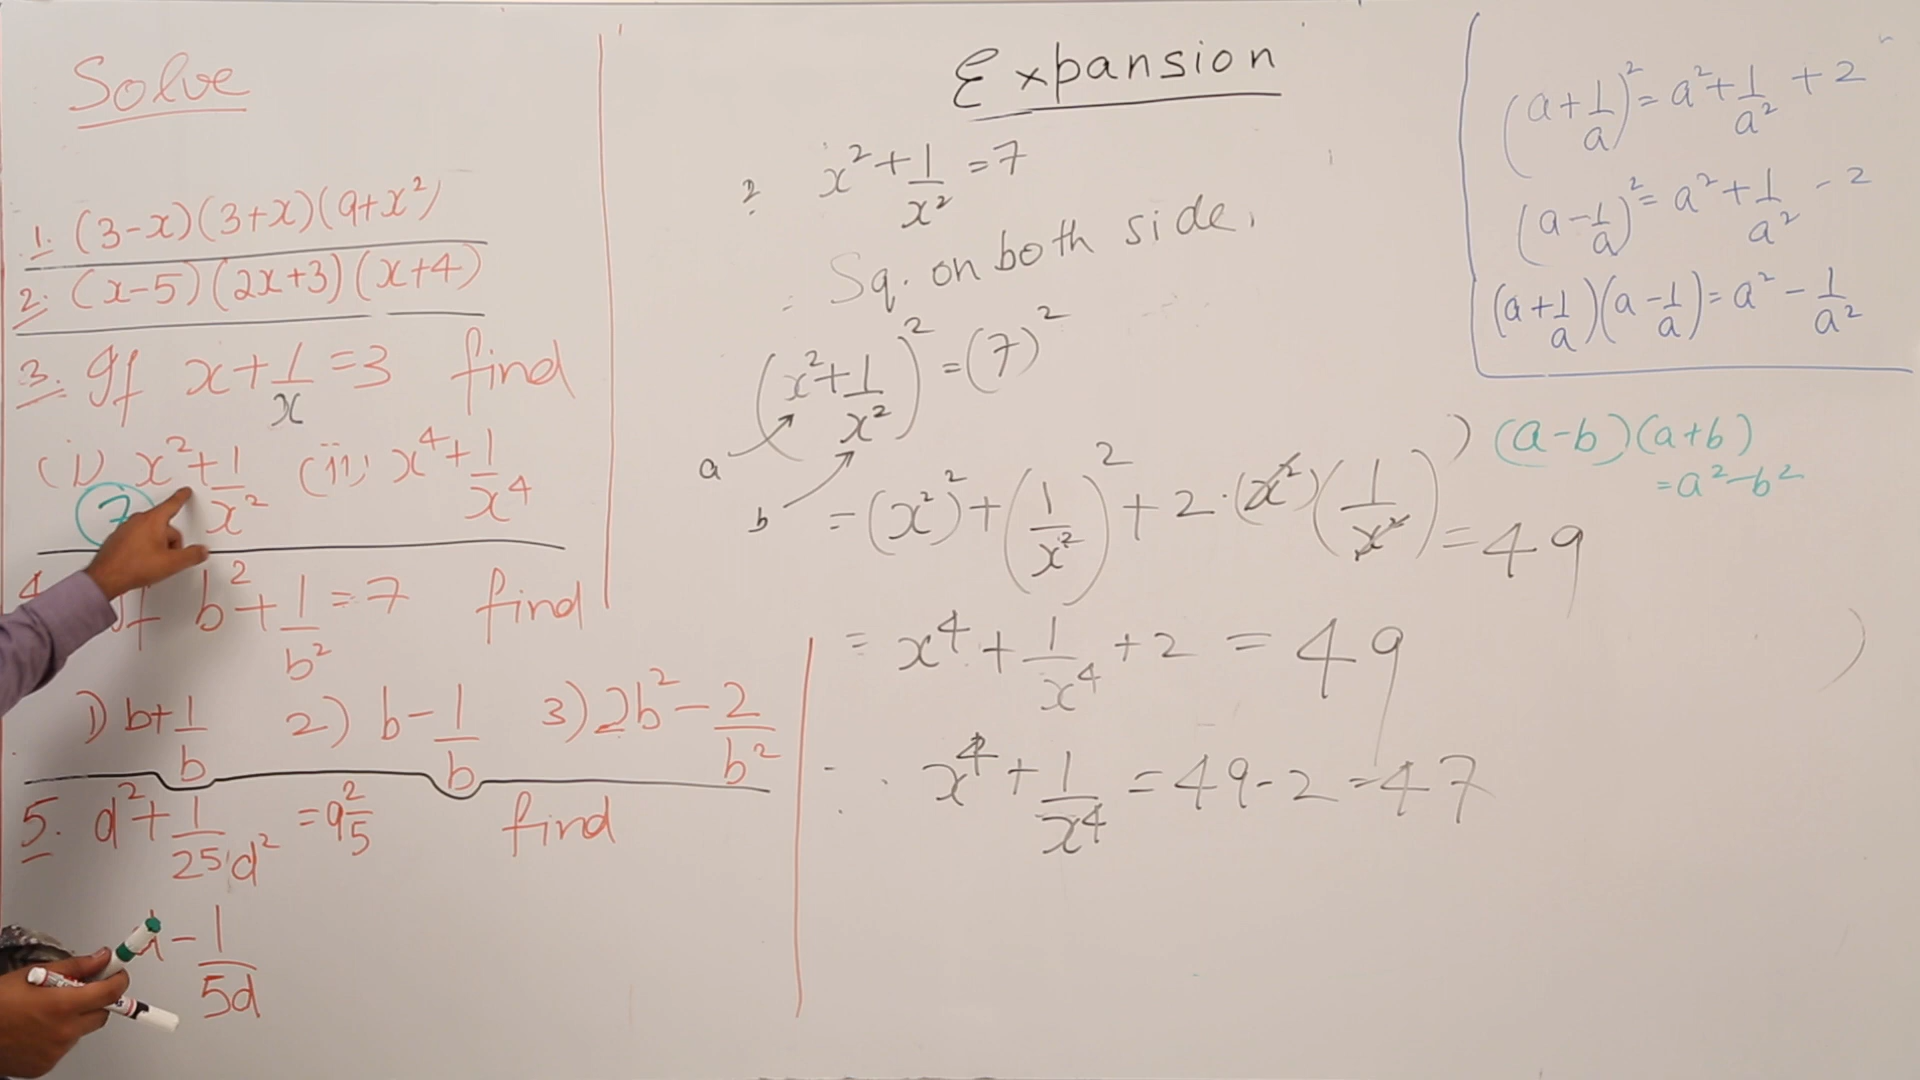 Solve
1. (3-x)(3+x)(9+x²)
2. (x-5)(2x+3)(x+4)
3. If x+1/x=3 find
(i) x²+1/x² (ii) x⁴+1/x⁴
7
4. If b²+1/b²=7 find
1) b+1/b 2) b-1/b 3) 2b²-2/b²
5. d²+1/25d² =9 2/5 find
d-1/5d
Expansion
? x²+1/x²=7
Sq. on both side.
(x²+1/x²)²=(7)²
a
b
=(x²)²+(1/x²)²+2·(x²)(1/x²)=49
= x⁴+1/x⁴+2 = 49
∴ x⁴+1/x⁴=49-2=47
(a+1/a)²=a²+1/a²+2
(a-1/a)²=a²+1/a²-2
(a+1/a)(a-1/a)=a²-1/a²
(a-b)(a+b)
=a²-b²